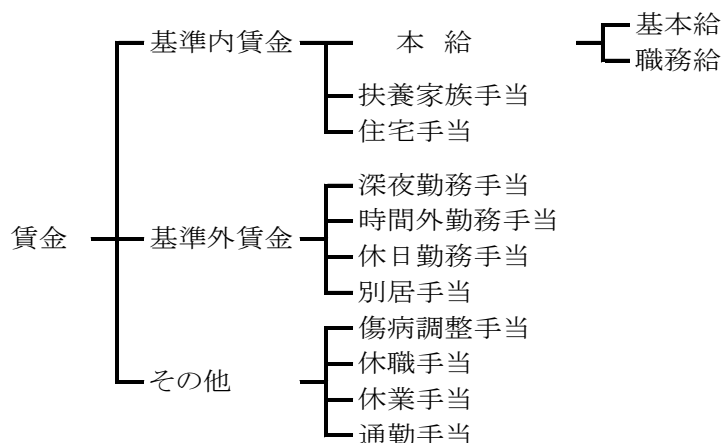 基本給
基準内賃金 本 給
職務給
扶養家族手当
住宅手当
深夜勤務手当
時間外勤務手当
賃金 基準外賃金 休日勤務手当
別居手当
傷病調整手当
休職手当
その他
休業手当
通勤手当